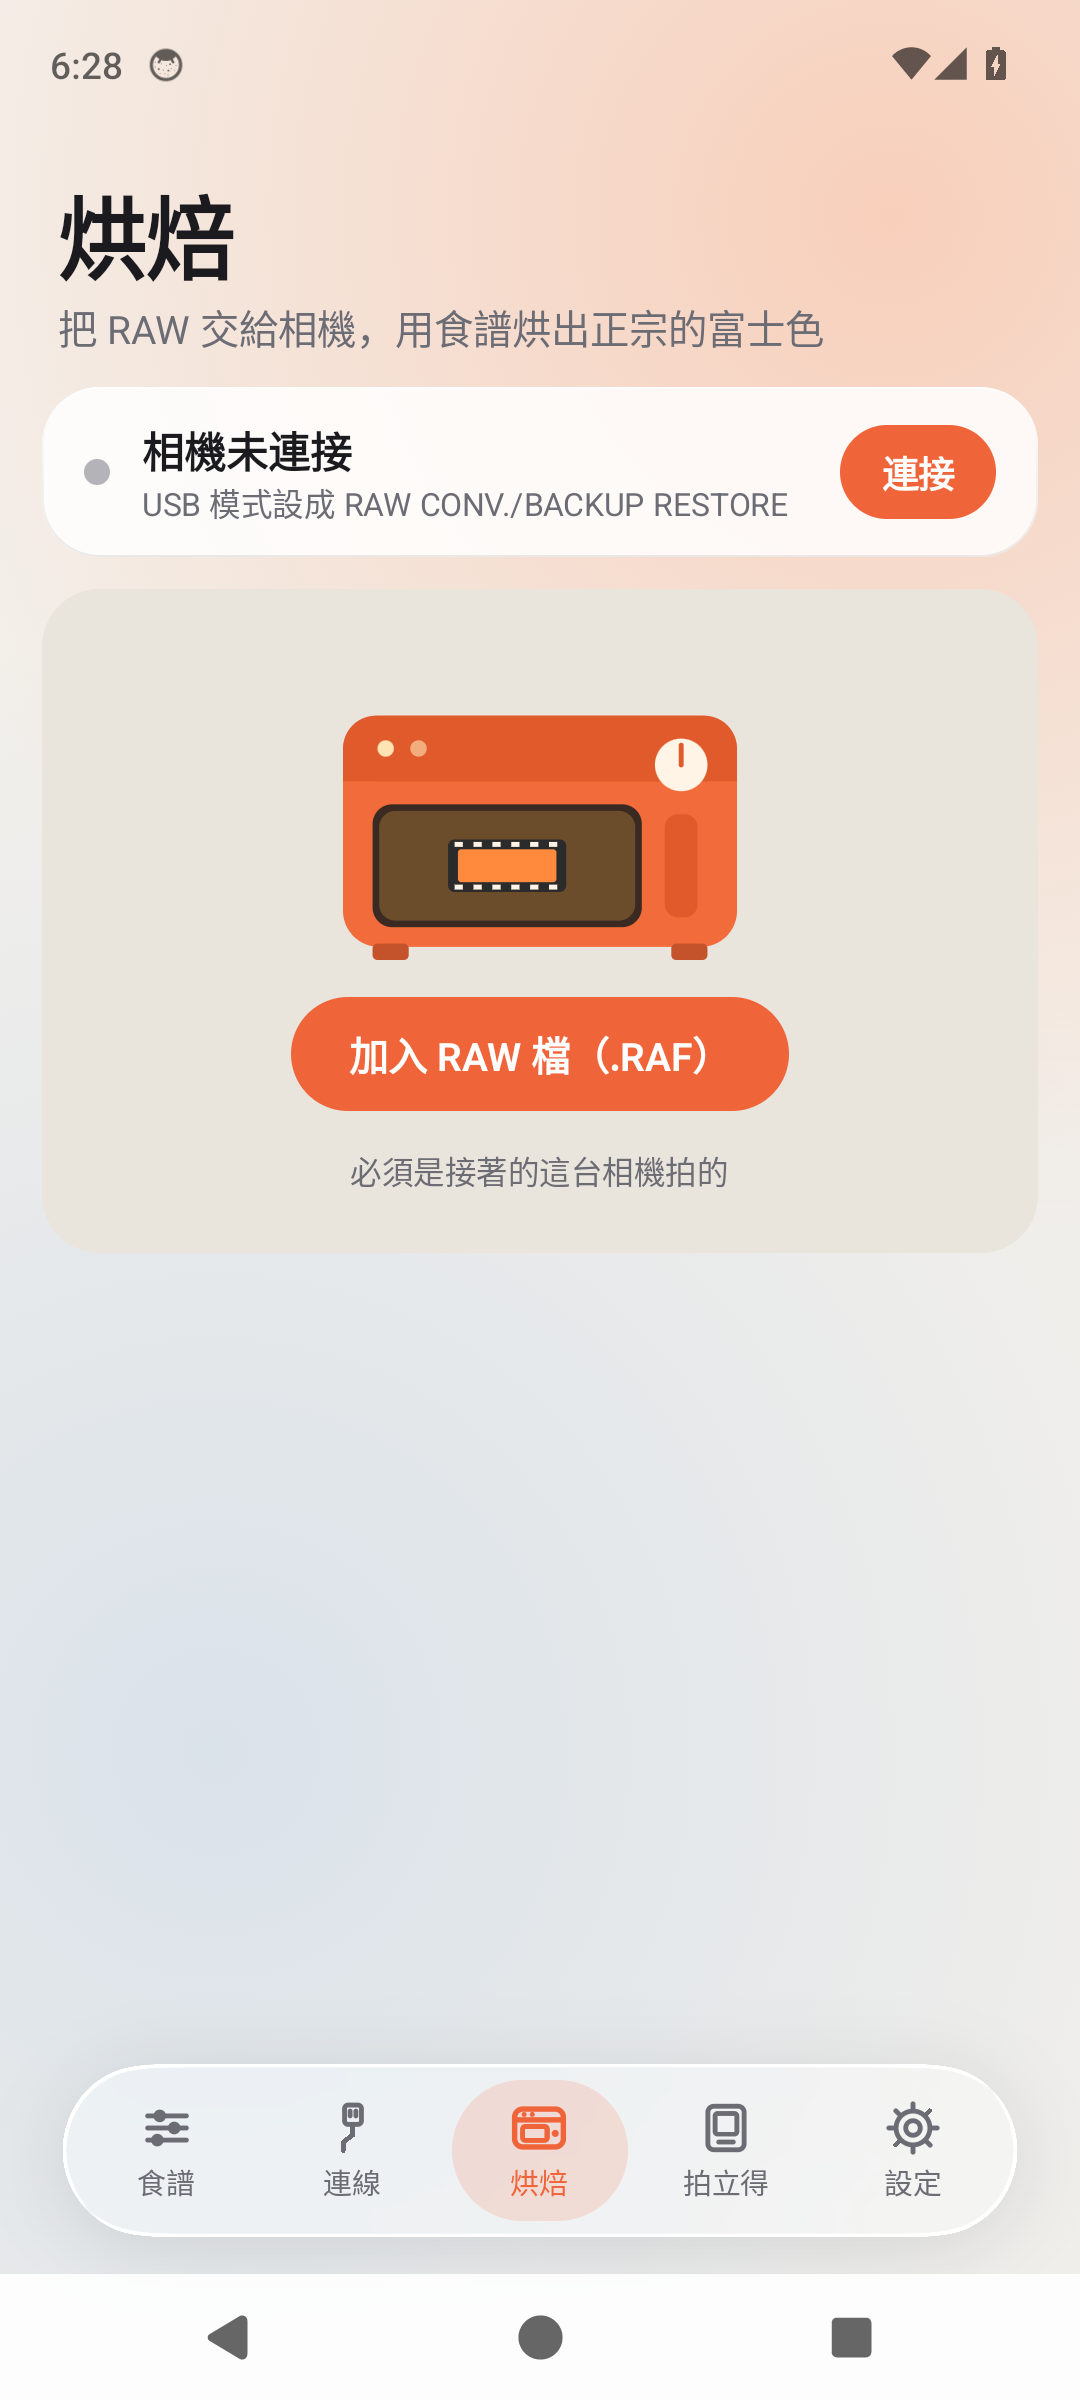 6:28
烘焙
把 RAW 交給相機，用食譜烘出正宗的富士色
相機未連接
USB 模式設成 RAW CONV./BACKUP RESTORE
連接
加入 RAW 檔（.RAF）
必須是接著的這台相機拍的
食譜
連線
烘焙
拍立得
設定